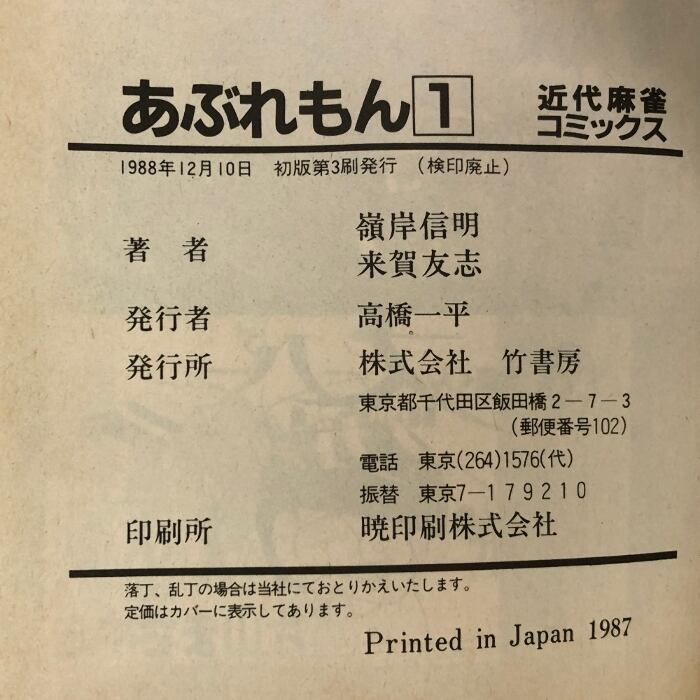 あぶれもん1
近代麻雀
コミックス
1988年12月10日 初版第3刷発行 (検印廃止)
著者 嶺岸信明
来賀友志
発行者 高橋一平
発行所 株式会社 竹書房
東京都千代田区飯田橋2-7-3
(郵便番号102)
電話 東京(264)1576(代)
振替 東京7-179210
印刷所 暁印刷株式会社
落丁、乱丁の場合は当社にておとりかえいたします。
定価はカバーに表示してあります。
Printed in Japan 1987